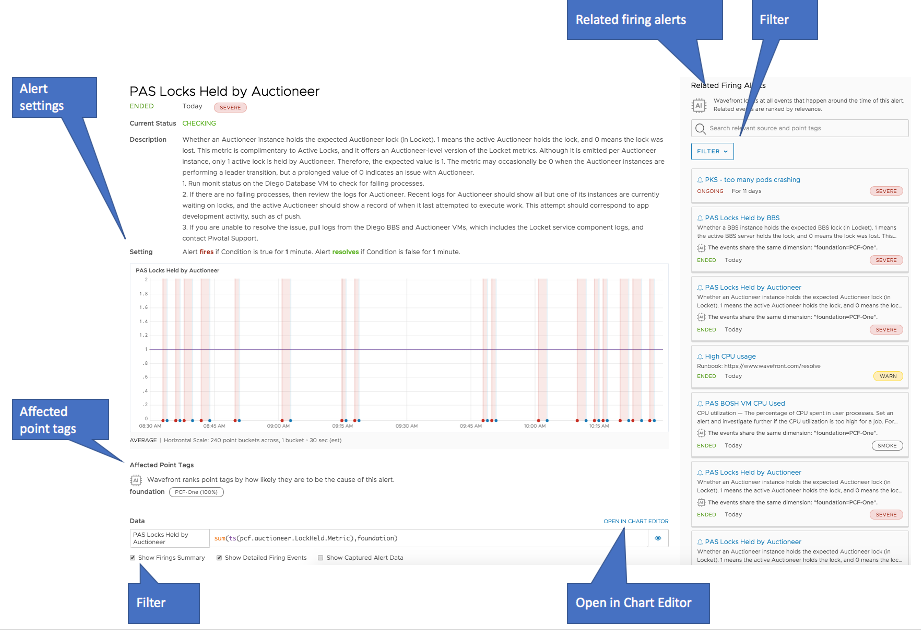 Related firing alerts
Filter
Alert
settings
PAS Locks Held by Auctioneer
ENDED Today SEVERE
Current Status CHECKING
Description Whether an Auctioneer instance holds the expected Auctioneer lock (in Locket). 1 means the active Auctioneer holds the lock, and 0 means the lock was
lost. This metric is complimentary to Active Locks, and it offers an Auctioneer-level version of the Locket metrics. Although it is emitted per Auctioneer
instance, only 1 active lock is held by Auctioneer. Therefore, the expected value is 1. The metric may occasionally be 0 when the Auctioneer instances are
performing a leader transition, but a prolonged value of 0 indicates an issue with Auctioneer.
1. Run monit status on the Diego Database VM to check for failing processes.
2. If there are no failing processes, then review the logs for Auctioneer. Recent logs for Auctioneer should show all but one of its instances are currently
waiting on locks, and the active Auctioneer should show a record of when it last attempted to execute work. This attempt should correspond to app
development activity, such as cf push.
3. If you are unable to resolve the issue, pull logs from the Diego BBS and Auctioneer VMs, which includes the Locket service component logs, and
contact Pivotal Support.
Setting Alert fires if Condition is true for 1 minute. Alert resolves if Condition is false for 1 minute.
PAS Locks Held by Auctioneer
2
1.8
1.6
1.4
1.2
1
.8
.6
.4
.2
0
08:30 AM 08:45 AM 09:00 AM 09:15 AM 09:30 AM 09:45 AM 10:00 AM 10:15 AM
AVERAGE | Horizontal Scale: 240 point buckets across, 1 bucket - 30 sec (est)
Affected
point tags
Affected Point Tags
AI Wavefront ranks point tags by how likely they are to be the cause of this alert.
foundation PCF-One (100%)
Data OPEN IN CHART EDITOR
PAS Locks Held by
Auctioneer
sum(ts(pcf.auctioneer.LockHeld.Metric),foundation)
Show Firings Summary Show Detailed Firing Events Show Captured Alert Data
Filter
Open in Chart Editor
Related Firing Alerts
AI Wavefront looks at all events that happen around the time of this alert.
Related events are ranked by relevance.
Search relevant source and point tags
FILTER
PKS - too many pods crashing
ONGOING For 11 days SEVERE
PAS Locks Held by BBS
Whether a BBS instance holds the expected BBS lock (in Locket). 1 means
the active BBS server holds the lock, and 0 means the lock was lost. This...
AI The events share the same dimension: "foundation=PCF-One".
ENDED Today SEVERE
PAS Locks Held by Auctioneer
Whether an Auctioneer instance holds the expected Auctioneer lock (in
Locket). 1 means the active Auctioneer holds the lock, and 0 means the loc...
AI The events share the same dimension: "foundation=PCF-One".
ENDED Today SEVERE
High CPU usage
Runbook: https://www.wavefront.com/resolve
ENDED Today WARN
PAS BOSH VM CPU Used
CPU utilization — The percentage of CPU spent in user processes. Set an
alert and investigate further if the CPU utilization is too high for a job. For...
AI The events share the same dimension: "foundation=PCF-One".
ENDED Today SMOKE
PAS Locks Held by Auctioneer
Whether an Auctioneer instance holds the expected Auctioneer lock (in
Locket). 1 means the active Auctioneer holds the lock, and 0 means the loc...
AI The events share the same dimension: "foundation=PCF-One".
ENDED Today SEVERE
PAS Locks Held by Auctioneer
Whether an Auctioneer instance holds the expected Auctioneer lock (in
Locket). 1 means the active Auctioneer holds the lock, and 0 means the loc...